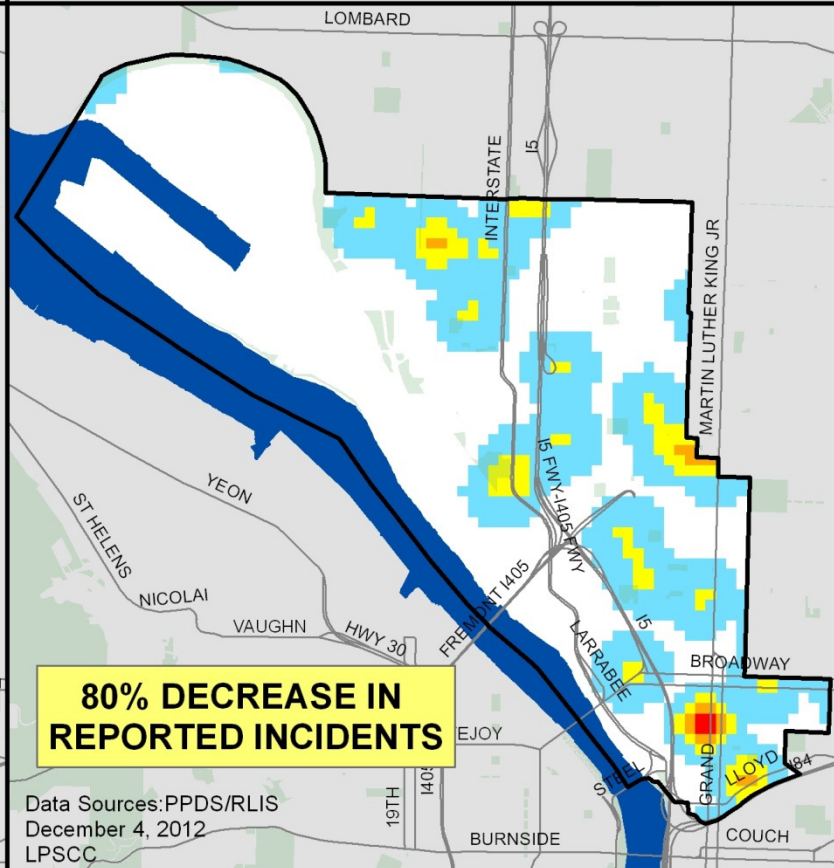 LOMBARD
INTERSTATE
I5
MARTIN LUTHER KING JR
YEON
ST HELENS
I5 FWY-I405 FWY
NICOLAI
VAUGHN
HWY 30
FREMONT I405
LARRABEE
I5
BROADWAY
80% DECREASE IN
REPORTED INCIDENTS
EJOY
STEEL
GRAND
LLOYD
I84
19TH
I405
Data Sources:PPDS/RLIS
December 4, 2012
LPSCC
BURNSIDE
COUCH